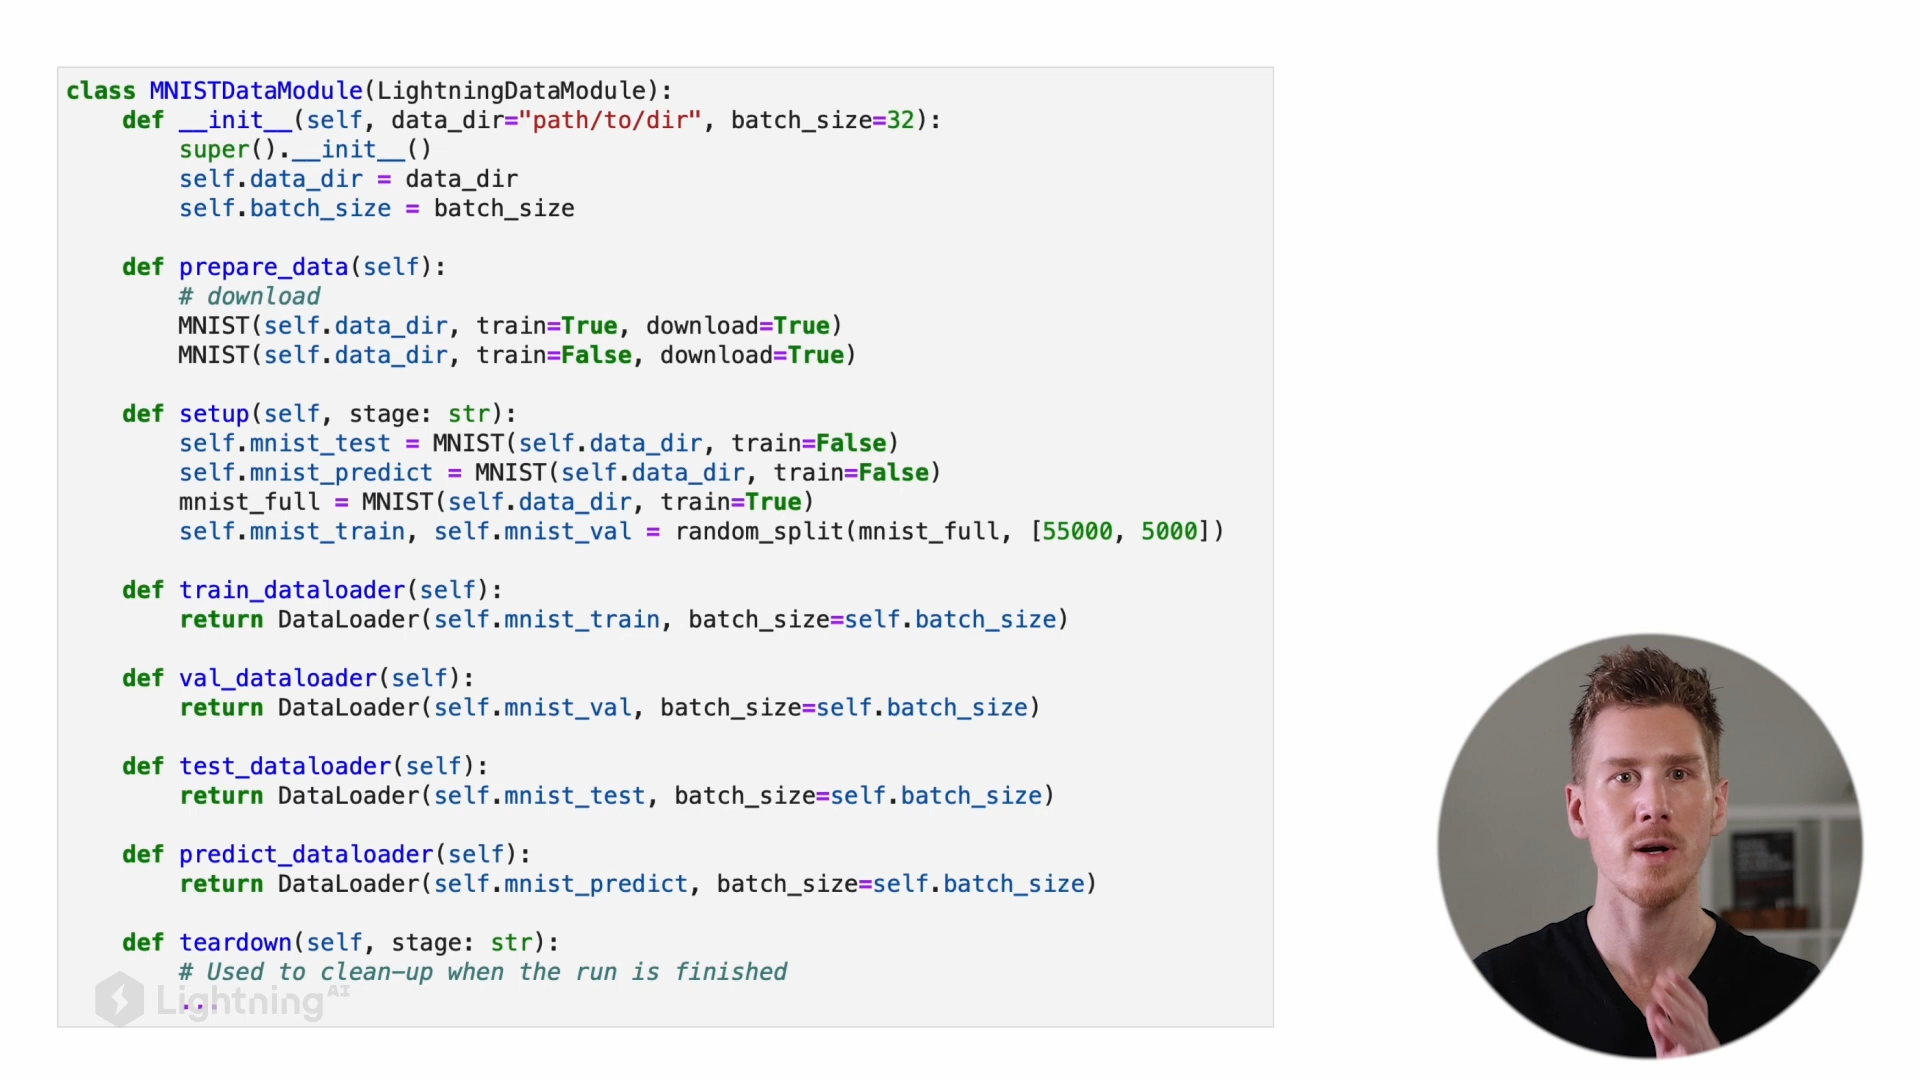 class MNISTDataModule(LightningDataModule):
    def __init__(self, data_dir="path/to/dir", batch_size=32):
        super().__init__()
        self.data_dir = data_dir
        self.batch_size = batch_size

    def prepare_data(self):
        # download
        MNIST(self.data_dir, train=True, download=True)
        MNIST(self.data_dir, train=False, download=True)

    def setup(self, stage: str):
        self.mnist_test = MNIST(self.data_dir, train=False)
        self.mnist_predict = MNIST(self.data_dir, train=False)
        mnist_full = MNIST(self.data_dir, train=True)
        self.mnist_train, self.mnist_val = random_split(mnist_full, [55000, 5000])

    def train_dataloader(self):
        return DataLoader(self.mnist_train, batch_size=self.batch_size)

    def val_dataloader(self):
        return DataLoader(self.mnist_val, batch_size=self.batch_size)

    def test_dataloader(self):
        return DataLoader(self.mnist_test, batch_size=self.batch_size)

    def predict_dataloader(self):
        return DataLoader(self.mnist_predict, batch_size=self.batch_size)

    def teardown(self, stage: str):
        # Used to clean-up when the run is finished
        ...
Lightning AI